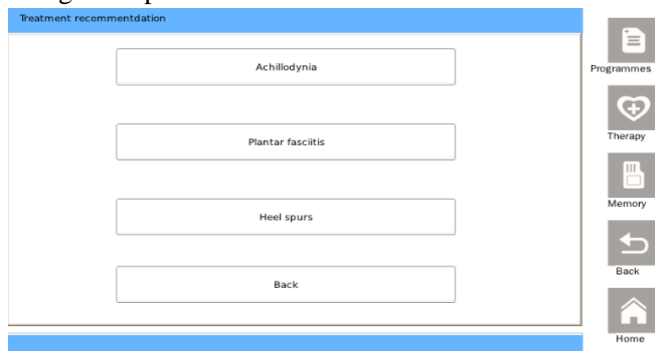 Treatment recommentdation
Achillodynia
Plantar fasciitis
Heel spurs
Back
Programmes
Therapy
Memory
Back
Home